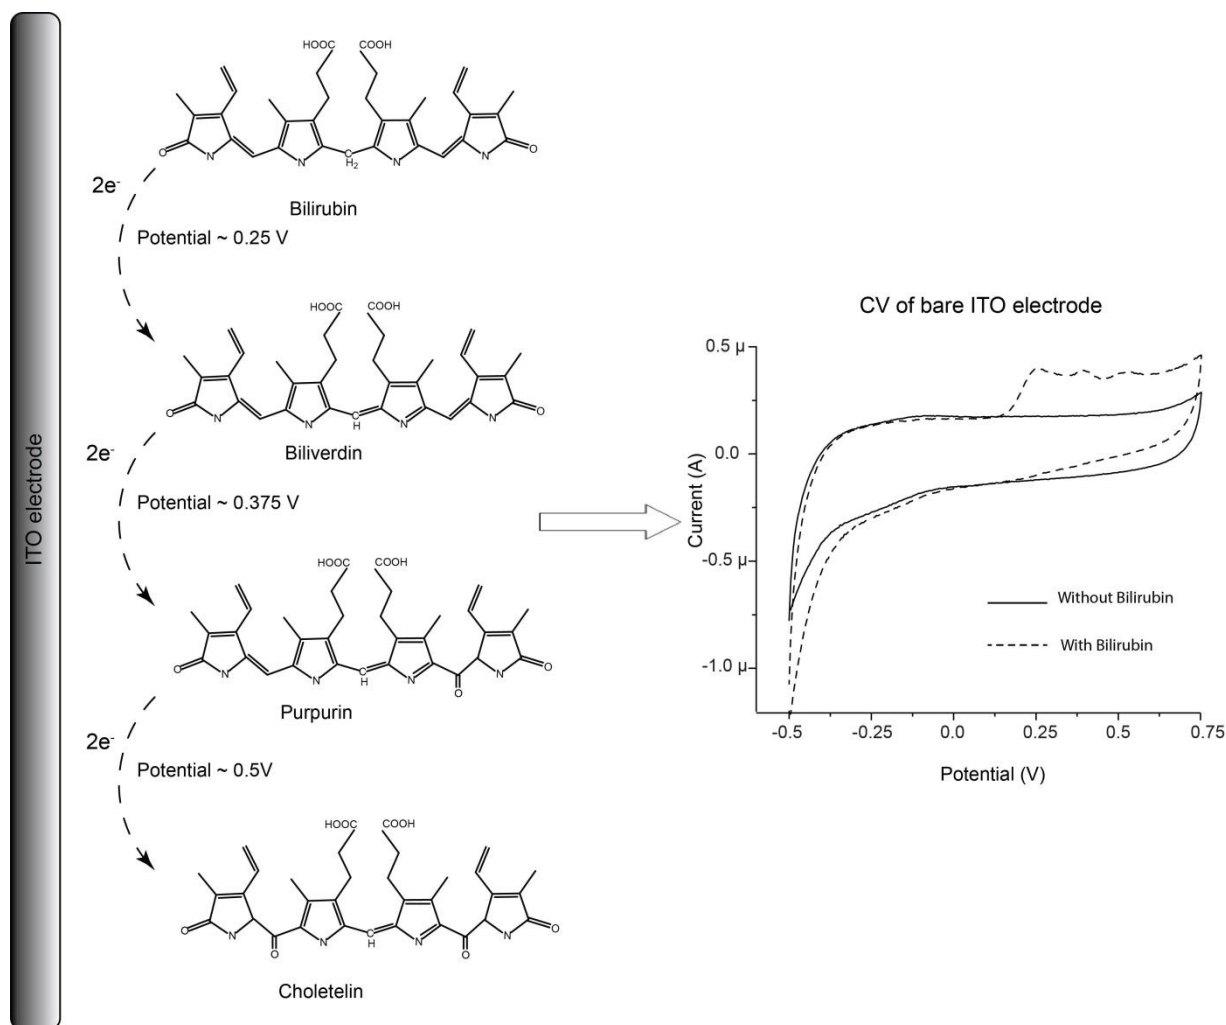 ITO electrode
HOOC
COOH
O
N
N
C
H2
N
N
O
Bilirubin
2e-
Potential ~ 0.25 V
HOOC
COOH
O
N
N
C
H
N
N
O
Biliverdin
2e-
Potential ~ 0.375 V
HOOC
COOH
O
N
N
C
H
N
O
N
O
Purpurin
2e-
Potential ~ 0.5V
HOOC
COOH
O
N
O
N
C
H
N
O
N
O
Choletelin
CV of bare ITO electrode
0.5 µ
0.0
-0.5 µ
-1.0 µ
Current (A)
Without Bilirubin
With Bilirubin
-0.5 -0.25 0.0 0.25 0.5 0.75
Potential (V)